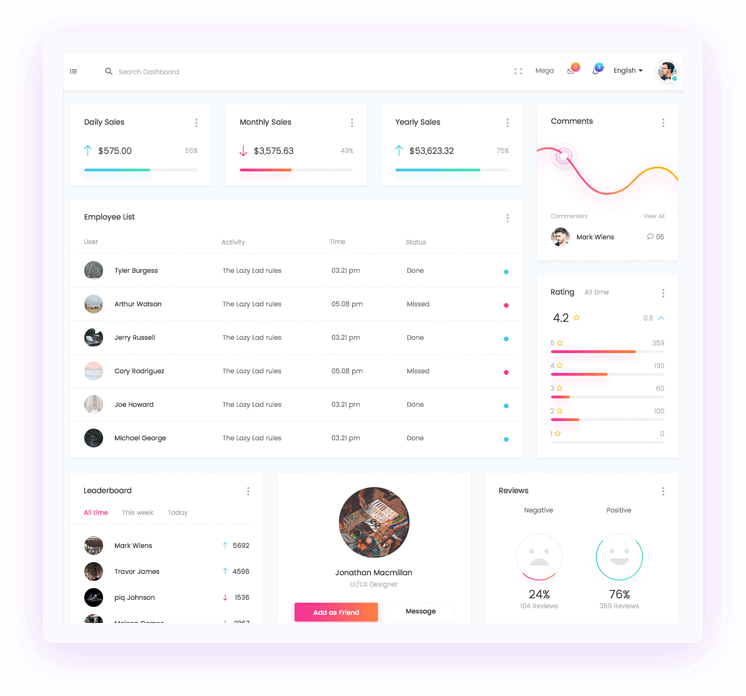 Search Dashboard
Mega
English
Daily Sales
$575.00 55%
Monthly Sales
$3,575.63 49%
Yearly Sales
$53,623.32 75%
Comments
Commenters View All
Mark Wiens 05
Employee List
User Activity Time Status
Tyler Burgess The Lazy Lad rules 03.21 pm Done
Arthur Watson The Lazy Lad rules 05.08 pm Missed
Jerry Russell The Lazy Lad rules 03.21 pm Done
Cory Rodriguez The Lazy Lad rules 05.08 pm Missed
Joe Howard The Lazy Lad rules 03.21 pm Done
Michael George The Lazy Lad rules 03.21 pm Done
Rating All time
4.2 0.6
5 359
4 190
3 60
2 100
1 0
Leaderboard
All time This week Today
Mark Wiens 5692
Travor James 4596
piq Johnson 1536
Jonathan Macmillan
UI/UX Designer
Add as Friend Message
Reviews
Negative Positive
24% 76%
104 Reviews 359 Reviews